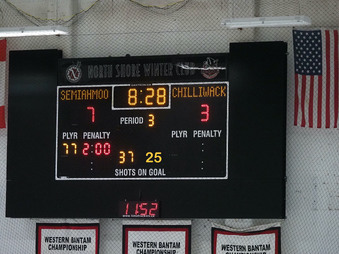 NORTH SHORE WINTER CLUB
SEMIAHMOO 8:28 CHILLIWACK
7 PERIOD 3 3
PLYR PENALTY PLYR PENALTY
77 2:00 37 25
SHOTS ON GOAL
11:52
WESTERN BANTAM CHAMPIONSHIP
WESTERN BANTAM CHAMPIONSHIP
WESTERN BANTAM CHAMPIONSHIP